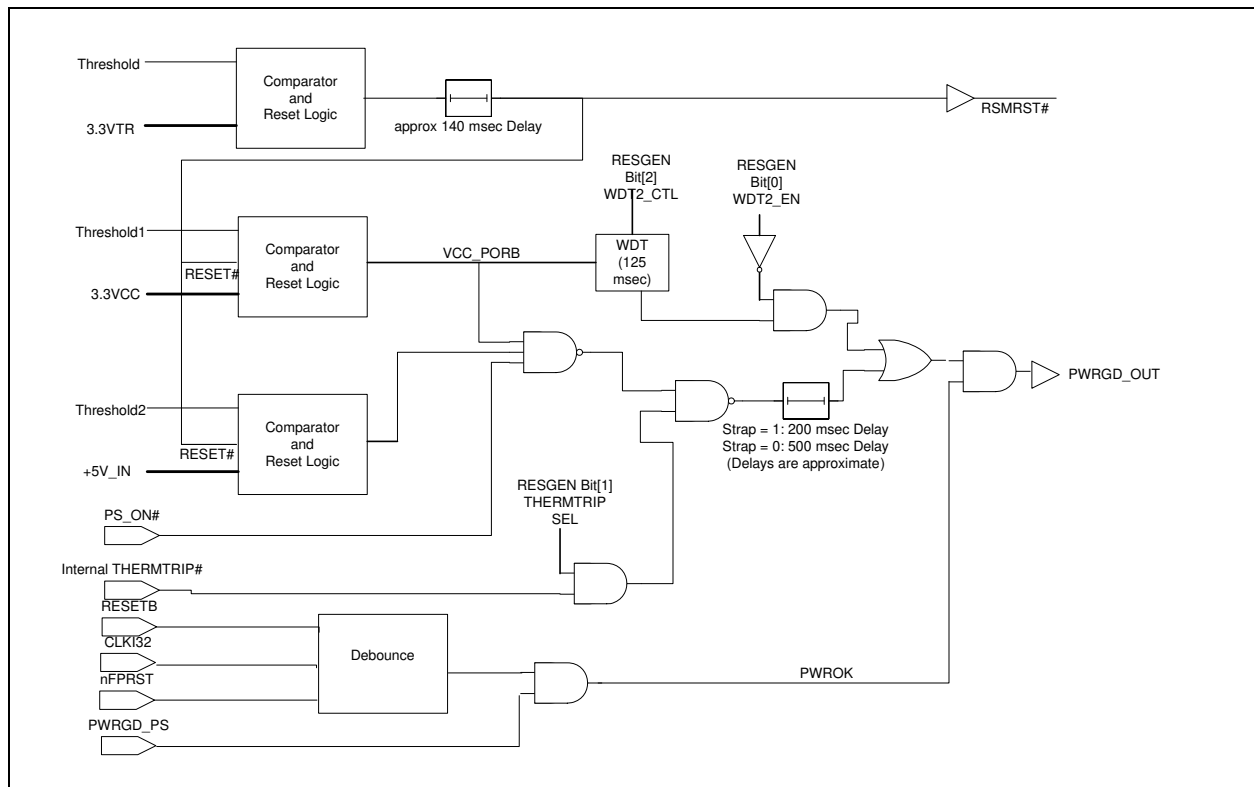 Threshold
Comparator
and
Reset Logic
3.3VTR
approx 140 msec Delay
RSMRST#
RESGEN
Bit[2]
WDT2_CTL
RESGEN
Bit[0]
WDT2_EN
Threshold1
Comparator
and
Reset Logic
RESET#
3.3VCC
VCC_PORB
WDT
(125
msec)
PWRGD_OUT
Threshold2
Comparator
and
Reset Logic
RESET#
+5V_IN
Strap = 1: 200 msec Delay
Strap = 0: 500 msec Delay
(Delays are approximate)
PS_ON#
RESGEN Bit[1]
THERMTRIP
SEL
Internal THERMTRIP#
RESETB
CLKI32
nFPRST
PWRGD_PS
Debounce
PWROK